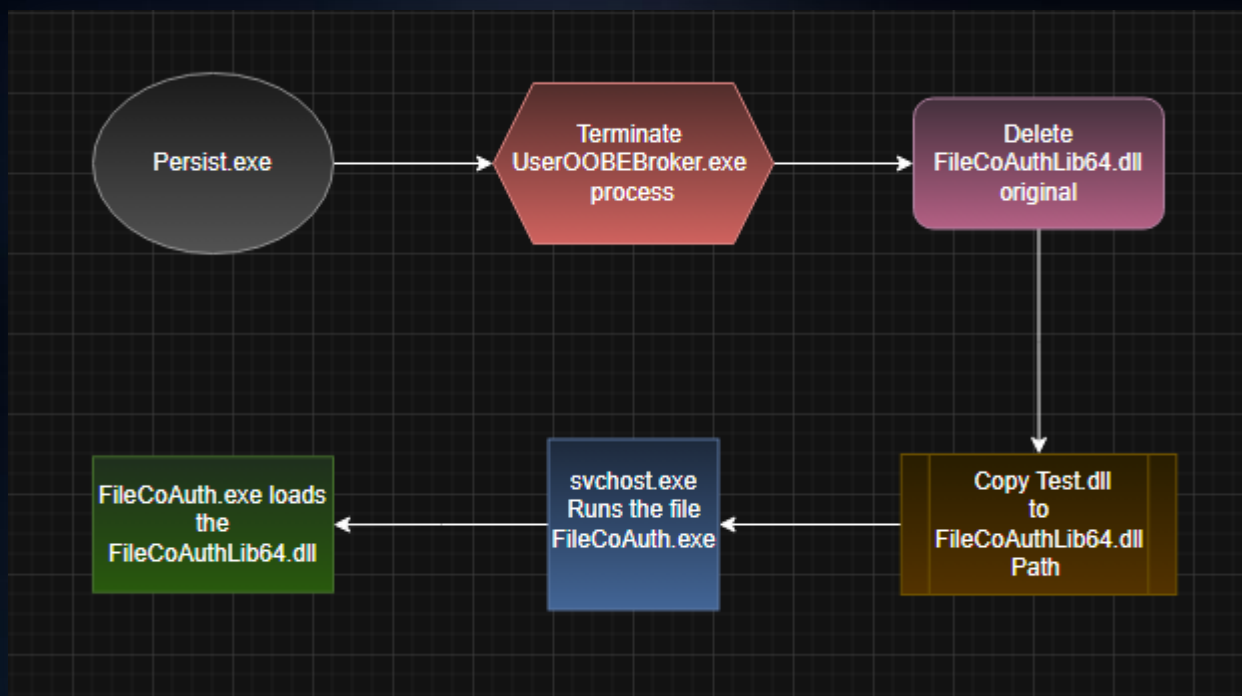 Persist.exe
Terminate
UserOOBEBroker.exe
process
Delete
FileCoAuthLib64.dll
original
Copy Test.dll
to
FileCoAuthLib64.dll
Path
svchost.exe
Runs the file
FileCoAuth.exe
FileCoAuth.exe loads
the
FileCoAuthLib64.dll